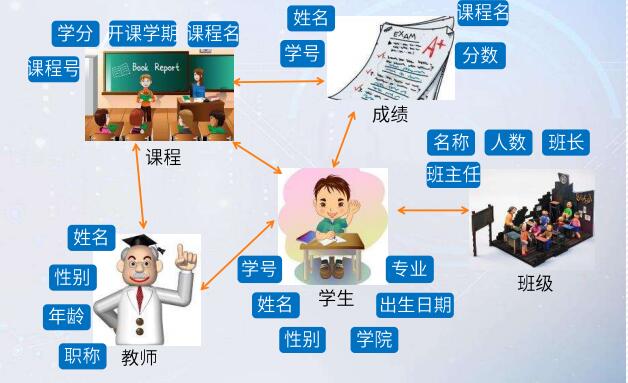 姓名
课程名
学分
开课学期
课程名
学号
分数
课程号
EXAM
A+
Book Report
成绩
课程
名称
人数
班长
班主任
姓名
学号
专业
性别
班级
学生
姓名
出生日期
年龄
性别
学院
职称
教师